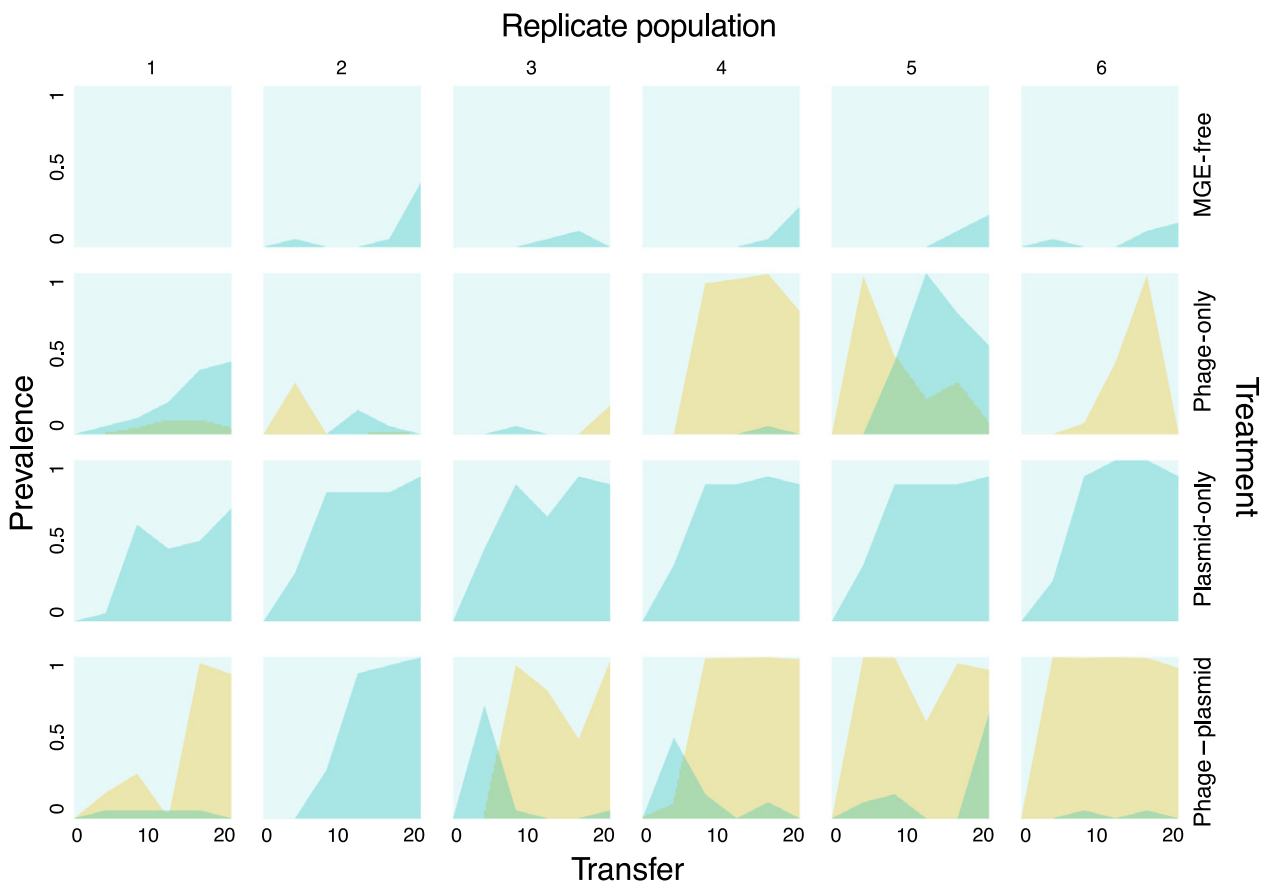 Replicate population
1 2 3 4 5 6
1
0.5
0
MGE-free
1
0.5
0
Phage-only
Prevalence
Treatment
1
0.5
0
Plasmid-only
1
0.5
0
Phage–plasmid
0 10 20 0 10 20 0 10 20 0 10 20 0 10 20 0 10 20
Transfer